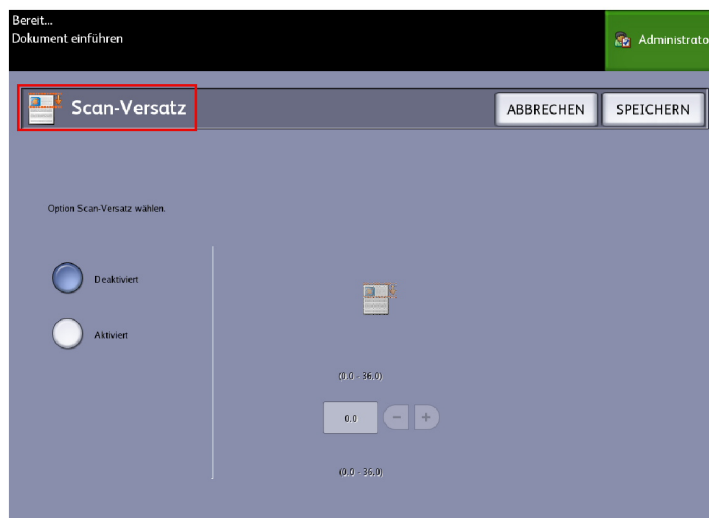 Bereit...
Dokument einführen
Administrato
Scan-Versatz
ABBRECHEN
SPEICHERN
Option Scan-Versatz wählen.
Deaktiviert
Aktiviert
(0.0 - 36.0)
0.0
- +
(0.0 - 36.0)